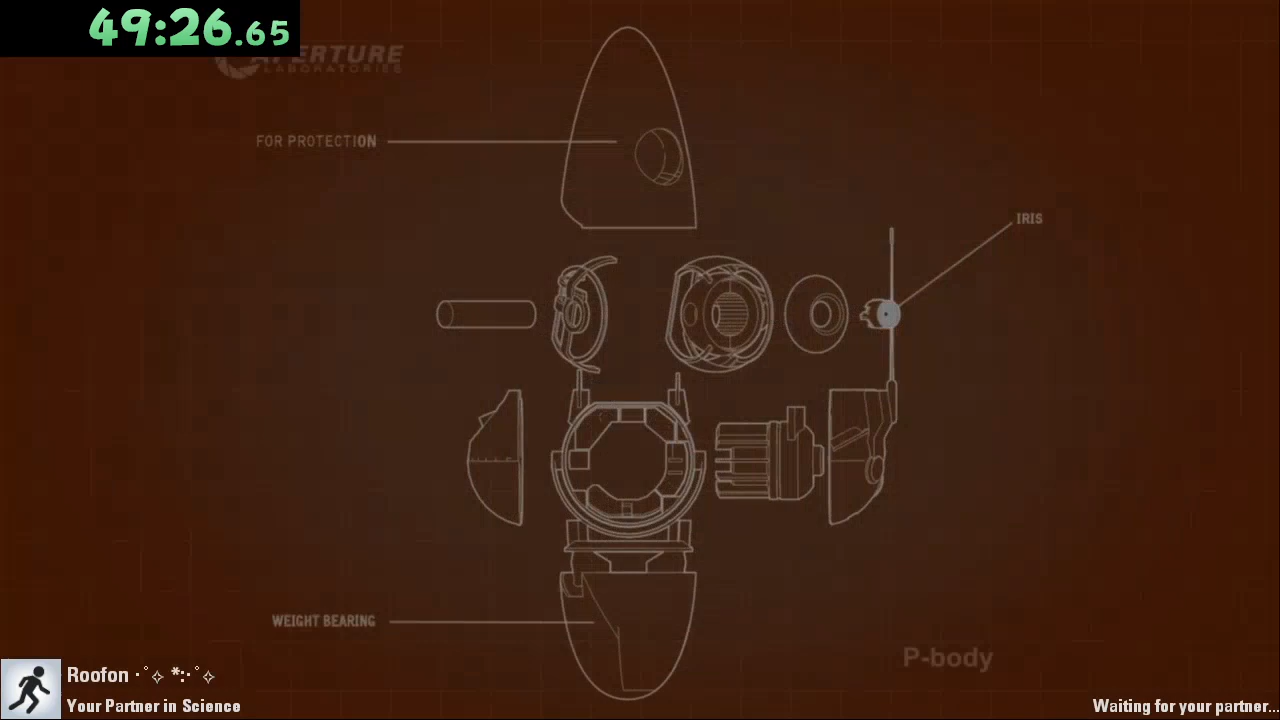 49:26.65
APERTURE
LABORATORIES
FOR PROTECTION
IRIS
WEIGHT BEARING
P-body
Roofon ·˚✧ *:·˚✧
Your Partner in Science
Waiting for your partner...